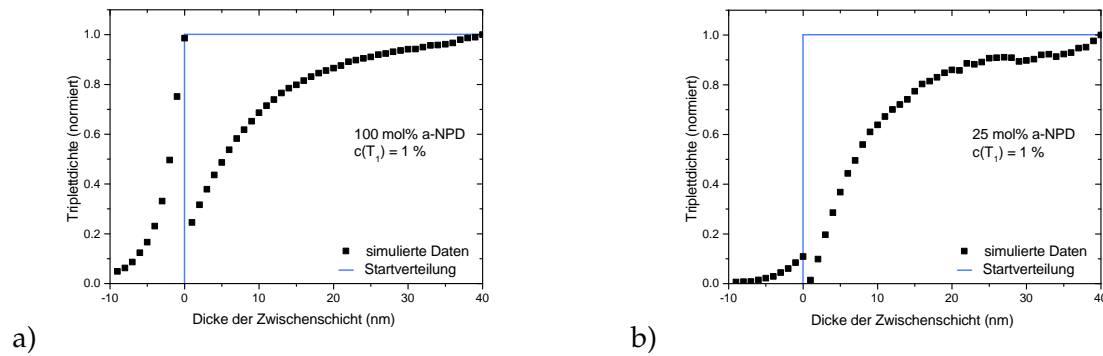 1.0
0.8
0.6
0.4
0.2
0.0
-10 0 10 20 30 40
Triplettdichte (normiert)
Dicke der Zwischenschicht (nm)
100 mol% a-NPD
c(T₁) = 1 %
simulierte Daten
Startverteilung
a)
1.0
0.8
0.6
0.4
0.2
0.0
-10 0 10 20 30 40
Triplettdichte (normiert)
Dicke der Zwischenschicht (nm)
25 mol% a-NPD
c(T₁) = 1 %
simulierte Daten
Startverteilung
b)